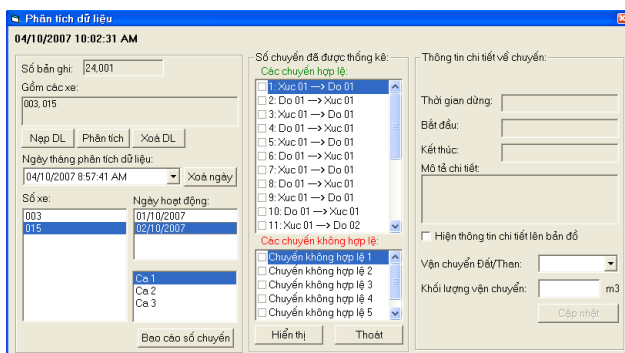 Phân tích dữ liệu
04/10/2007 10:02:31 AM
Số bản ghi: 24,001
Gồm các xe:
003, 015
Nạp DL Phân tích Xoá DL
Ngày tháng phân tích dữ liệu:
04/10/2007 8:57:41 AM Xoá ngày
Số xe:
003
015
Ngày hoạt động:
01/10/2007
02/10/2007
Ca 1
Ca 2
Ca 3
Bao cáo số chuyến
Số chuyến đã được thống kê:
Các chuyến hợp lệ:
1: Xuc 01 —> Do 01
2: Do 01 —> Xuc 01
3: Xuc 01 —> Do 01
4: Do 01 —> Xuc 01
5: Xuc 01 —> Do 01
6: Do 01 —> Xuc 01
7: Xuc 01 —> Do 01
8: Do 01 —> Xuc 01
9: Xuc 01 —> Do 01
10: Do 01 —> Xuc 01
11: Xuc 01 —> Do 02
Các chuyến không hợp lệ:
Chuyến không hợp lệ 1
Chuyến không hợp lệ 2
Chuyến không hợp lệ 3
Chuyến không hợp lệ 4
Chuyến không hợp lệ 5
Hiển thị Thoát
Thông tin chi tiết về chuyến:
Thời gian dừng:
Bắt đầu:
Kết thúc:
Mô tả chi tiết:
Hiện thông tin chi tiết lên bản đồ
Vận chuyển Đất/Than:
Khối lượng vận chuyển: m3
Cập nhật